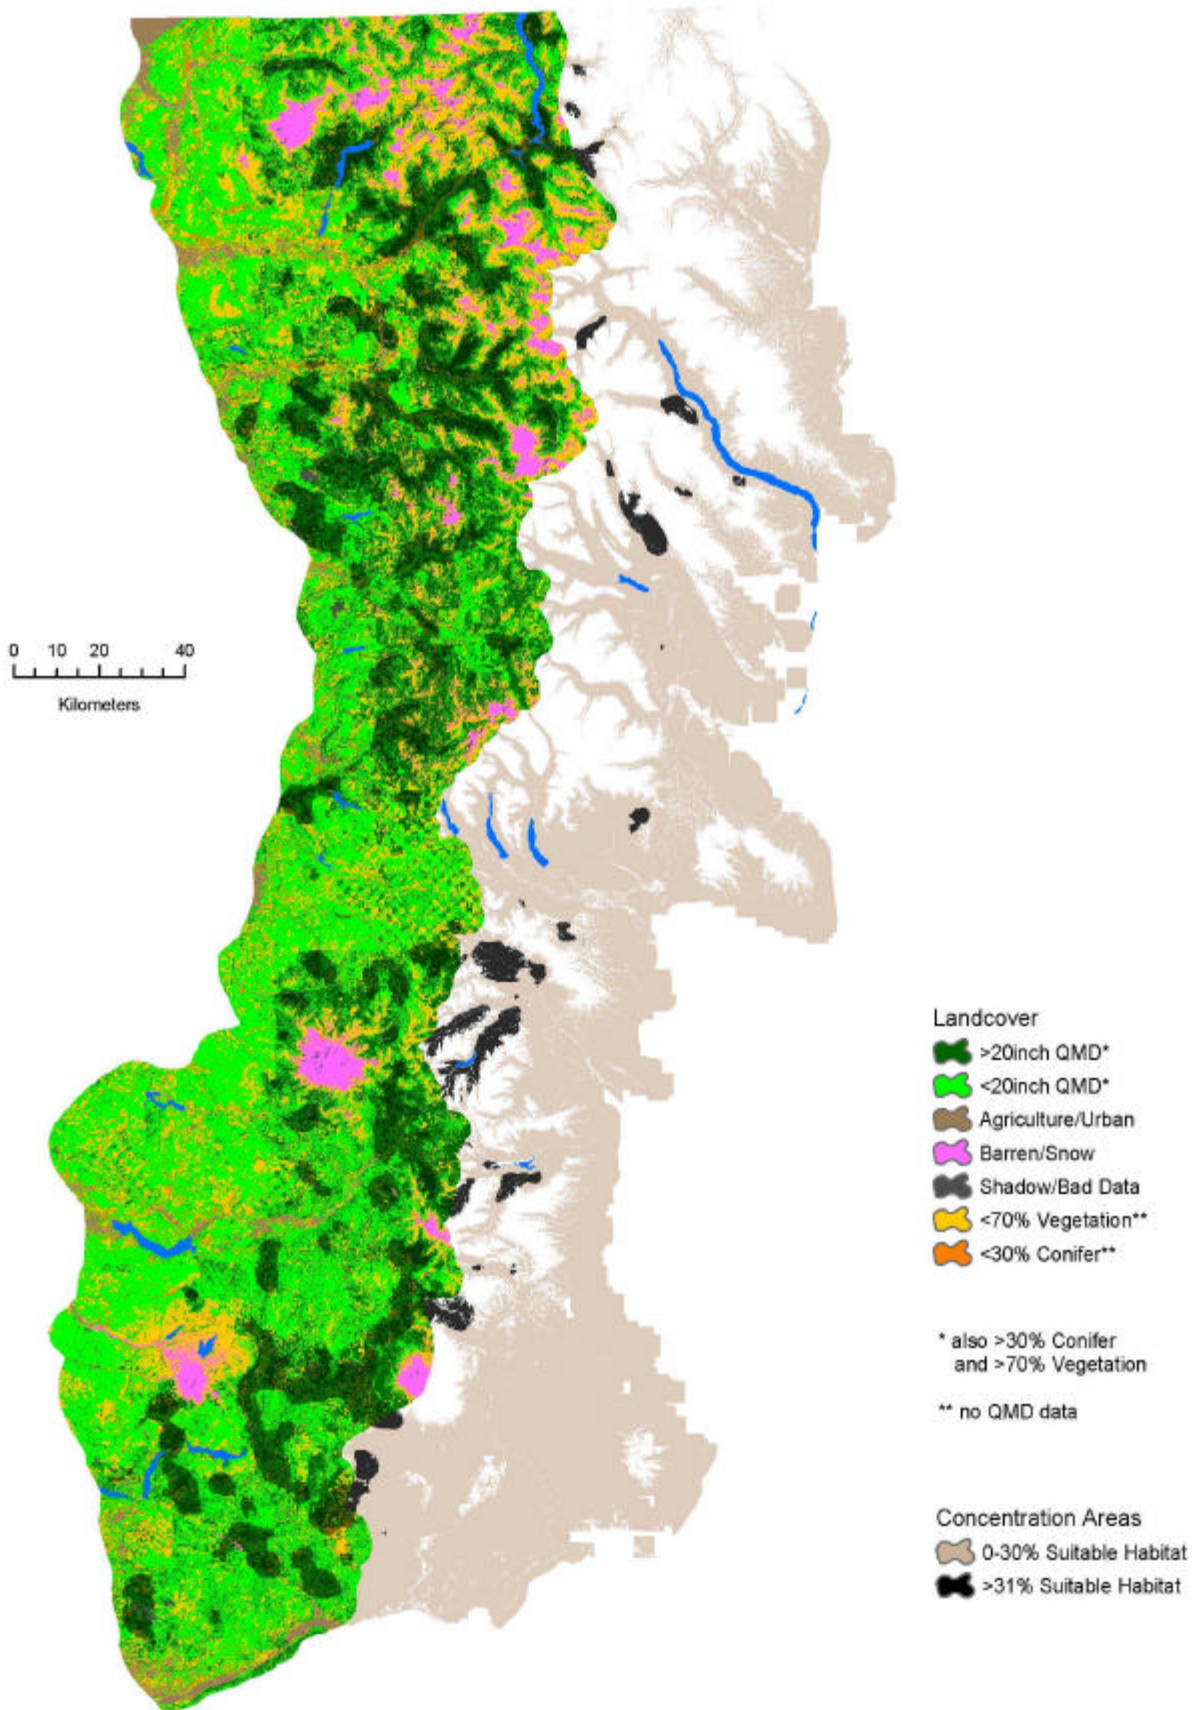 0 10 20 40
Kilometers
Landcover
>20inch QMD*
<20inch QMD*
Agriculture/Urban
Barren/Snow
Shadow/Bad Data
<70% Vegetation**
<30% Conifer**
* also >30% Conifer
and >70% Vegetation
** no QMD data
Concentration Areas
0-30% Suitable Habitat
>31% Suitable Habitat